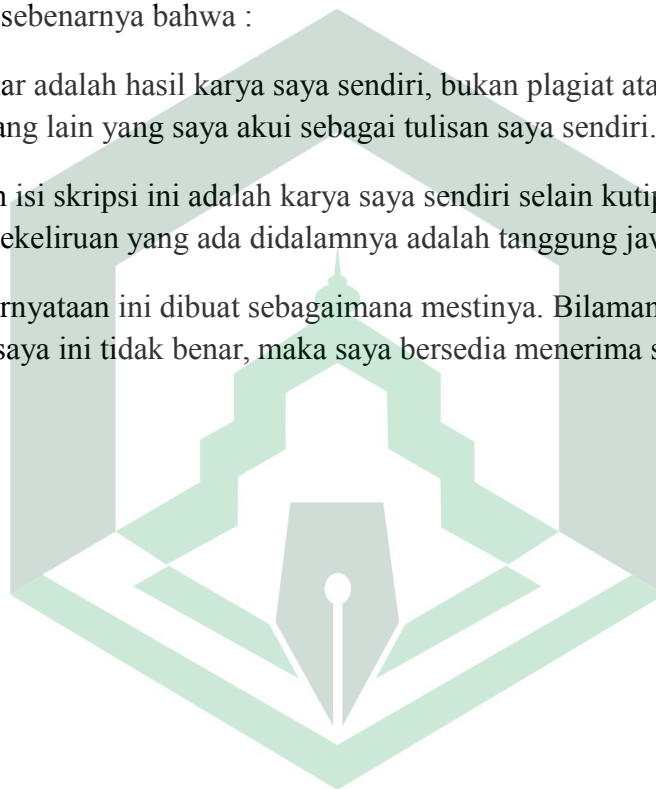 sebenarnya bahwa :
ar adalah hasil karya saya sendiri, bukan plagiat ata
ang lain yang saya akui sebagai tulisan saya sendiri.
isi skripsi ini adalah karya saya sendiri selain kutip
ekeliruan yang ada didalamnya adalah tanggung jaw
rnyataan ini dibuat sebagaimana mestinya. Bilaman
saya ini tidak benar, maka saya bersedia menerima s